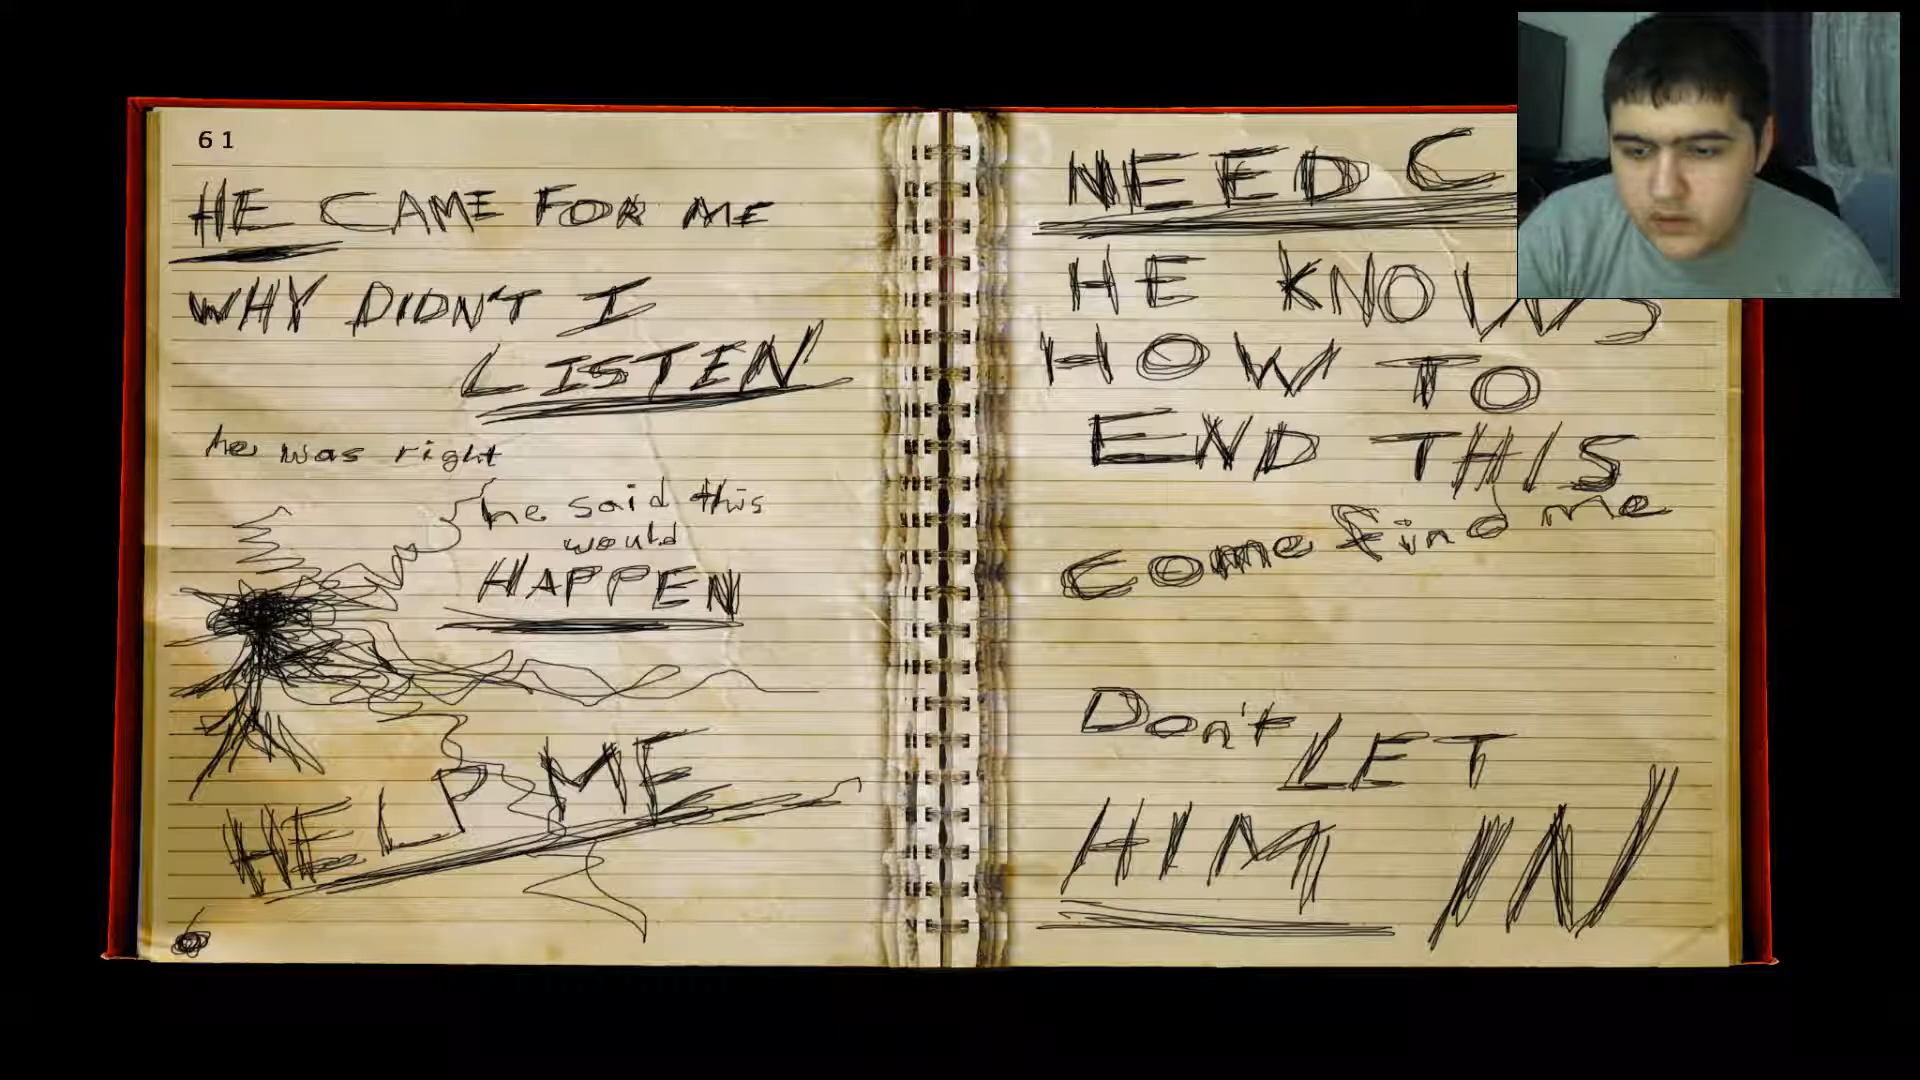 61
HE CAME FOR ME
WHY DIDN'T I
LISTEN
he was right
he said this
would
HAPPEN
HELP ME
NEED C
HE KNOWS
HOW TO
END THIS
come find me
Don't LET
HIM IN